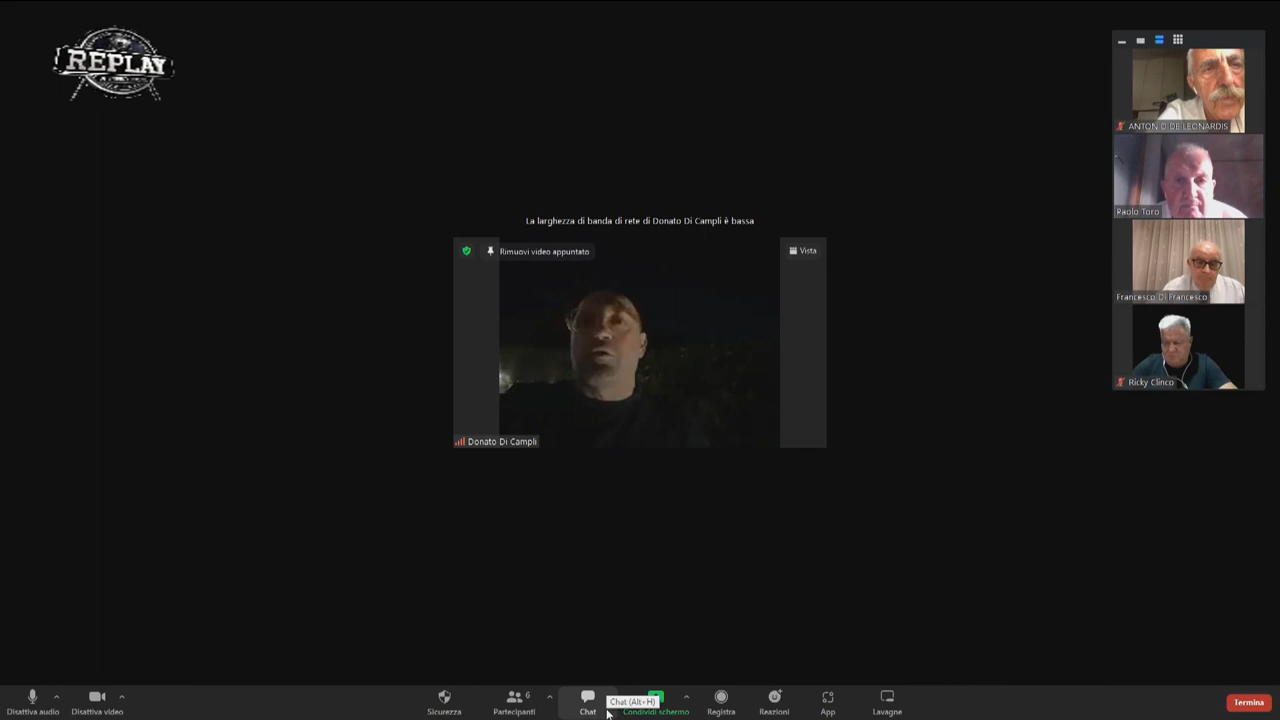 REPLAY
ANTONIO DE LEONARDIS
Paolo Toro
La larghezza di banda di rete di Donato Di Campli è bassa
Rimuovi video appuntato
Vista
Francesco Di Francesco
Ricky Clinco
Donato Di Campli
Disattiva audio
Disattiva video
Sicurezza
Partecipanti
6
Chat
Chat (Alt+H)
Condividi schermo
Registra
Reazioni
App
Lavagne
Termina